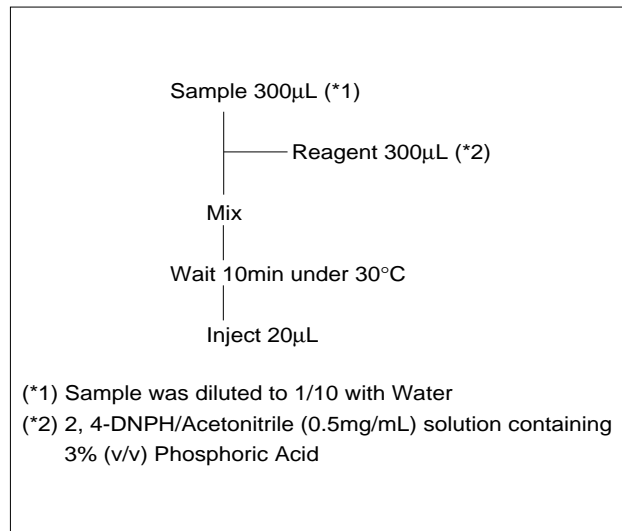 Sample 300μL (*1)
Reagent 300μL (*2)
Mix
Wait 10min under 30°C
Inject 20μL
(*1) Sample was diluted to 1/10 with Water
(*2) 2, 4-DNPH/Acetonitrile (0.5mg/mL) solution containing
3% (v/v) Phosphoric Acid